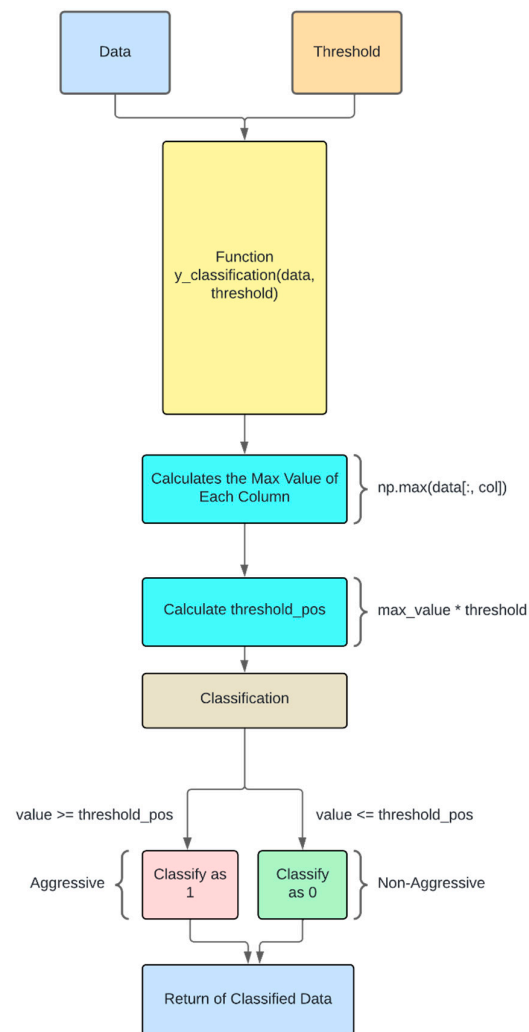 Data
Threshold
Function
y_classification(data,
threshold)
Calculates the Max Value of
Each Column
np.max(data[:, col])
Calculate threshold_pos
max_value * threshold
Classification
value >= threshold_pos
value <= threshold_pos
Aggressive
Classify as
1
Classify
as 0
Non-Aggressive
Return of Classified Data